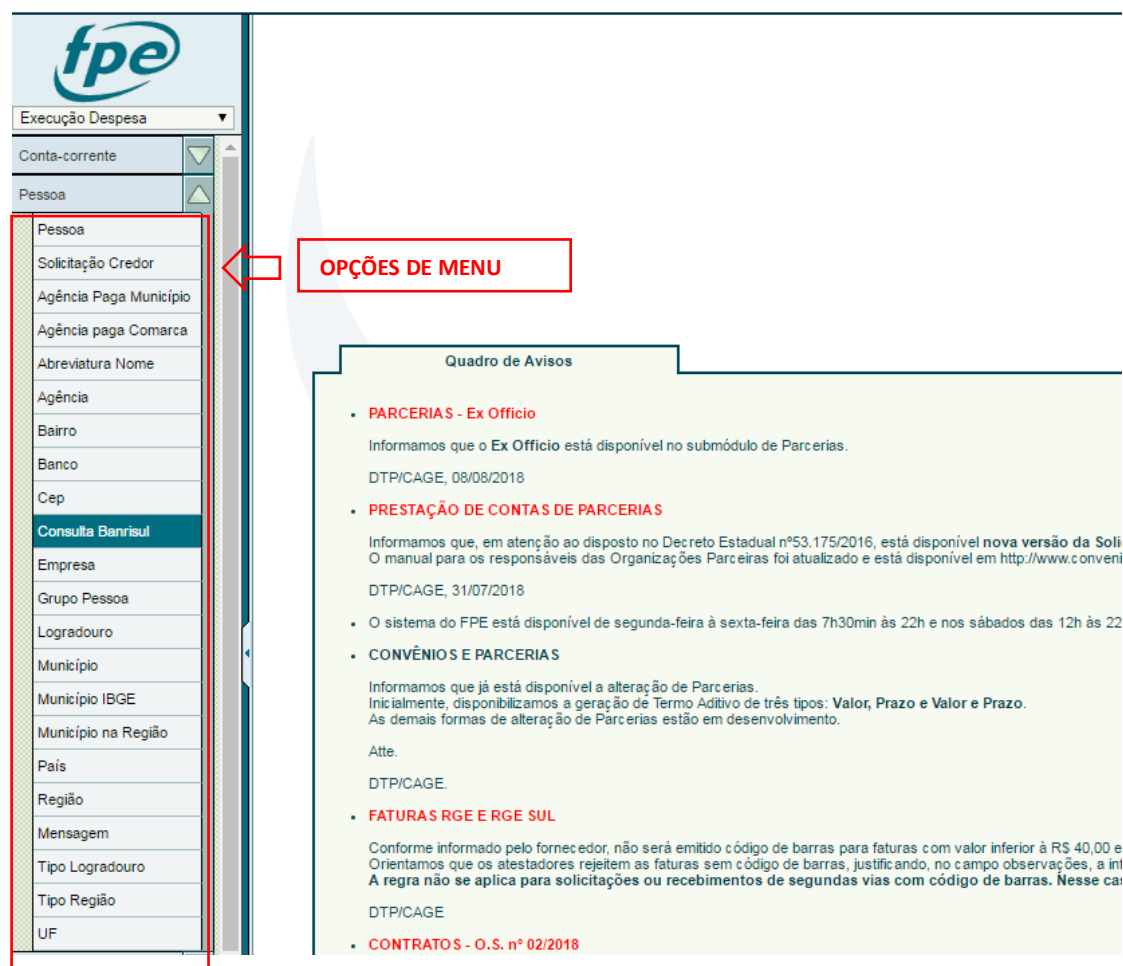 fpe
Execução Despesa
Conta-corrente
Pessoa
Pessoa
Solicitação Credor
Agência Paga Município
Agência paga Comarca
Abreviatura Nome
Agência
Bairro
Banco
Cep
Consulta Banrisul
Empresa
Grupo Pessoa
Logradouro
Município
Município IBGE
Município na Região
País
Região
Mensagem
Tipo Logradouro
Tipo Região
UF
OPÇÕES DE MENU
Quadro de Avisos
• PARCERIAS - Ex Officio
Informamos que o Ex Officio está disponível no submódulo de Parcerias.
DTP/CAGE, 08/08/2018
• PRESTAÇÃO DE CONTAS DE PARCERIAS
Informamos que, em atenção ao disposto no Decreto Estadual nº53.175/2016, está disponível nova versão da Soli
O manual para os responsáveis das Organizações Parceiras foi atualizado e está disponível em http://www.conveni
DTP/CAGE, 31/07/2018
• O sistema do FPE está disponível de segunda-feira à sexta-feira das 7h30min às 22h e nos sábados das 12h às 22
• CONVÊNIOS E PARCERIAS
Informamos que já está disponível a alteração de Parcerias.
Inicialmente, disponibilizamos a geração de Termo Aditivo de três tipos: Valor, Prazo e Valor e Prazo.
As demais formas de alteração de Parcerias estão em desenvolvimento.
Atte.
DTP/CAGE.
• FATURAS RGE E RGE SUL
Conforme informado pelo fornecedor, não será emitido código de barras para faturas com valor inferior à R$ 40,00 e
Orientamos que os atestadores rejeitem as faturas sem código de barras, justificando, no campo observações, a in
A regra não se aplica para solicitações ou recebimentos de segundas vias com código de barras. Nesse cas
DTP/CAGE
• CONTRATOS - O.S. nº 02/2018